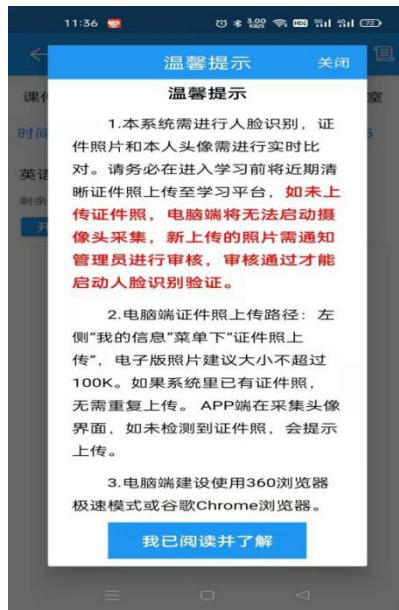 11:36
3.00
KB/S
HD
72
温馨提示
关闭
课件
室
时间
5
英语
剩余
开
温馨提示
1.本系统需进行人脸识别，证
件照片和本人头像需进行实时比
对。请务必在进入学习前将近期清
晰证件照上传至学习平台，如未上
传证件照，电脑端将无法启动摄
像头采集，新上传的照片需通知
管理员进行审核，审核通过才能
启动人脸识别验证。
2.电脑端证件照上传路径：左
侧“我的信息”菜单下“证件照上
传”，电子版照片建议大小不超过
100K。如果系统里已有证件照，
无需重复上传。 APP端在采集头像
界面，如未检测到证件照，会提示
上传。
3.电脑端建设使用360浏览器
极速模式或谷歌Chrome浏览器。
我已阅读并了解